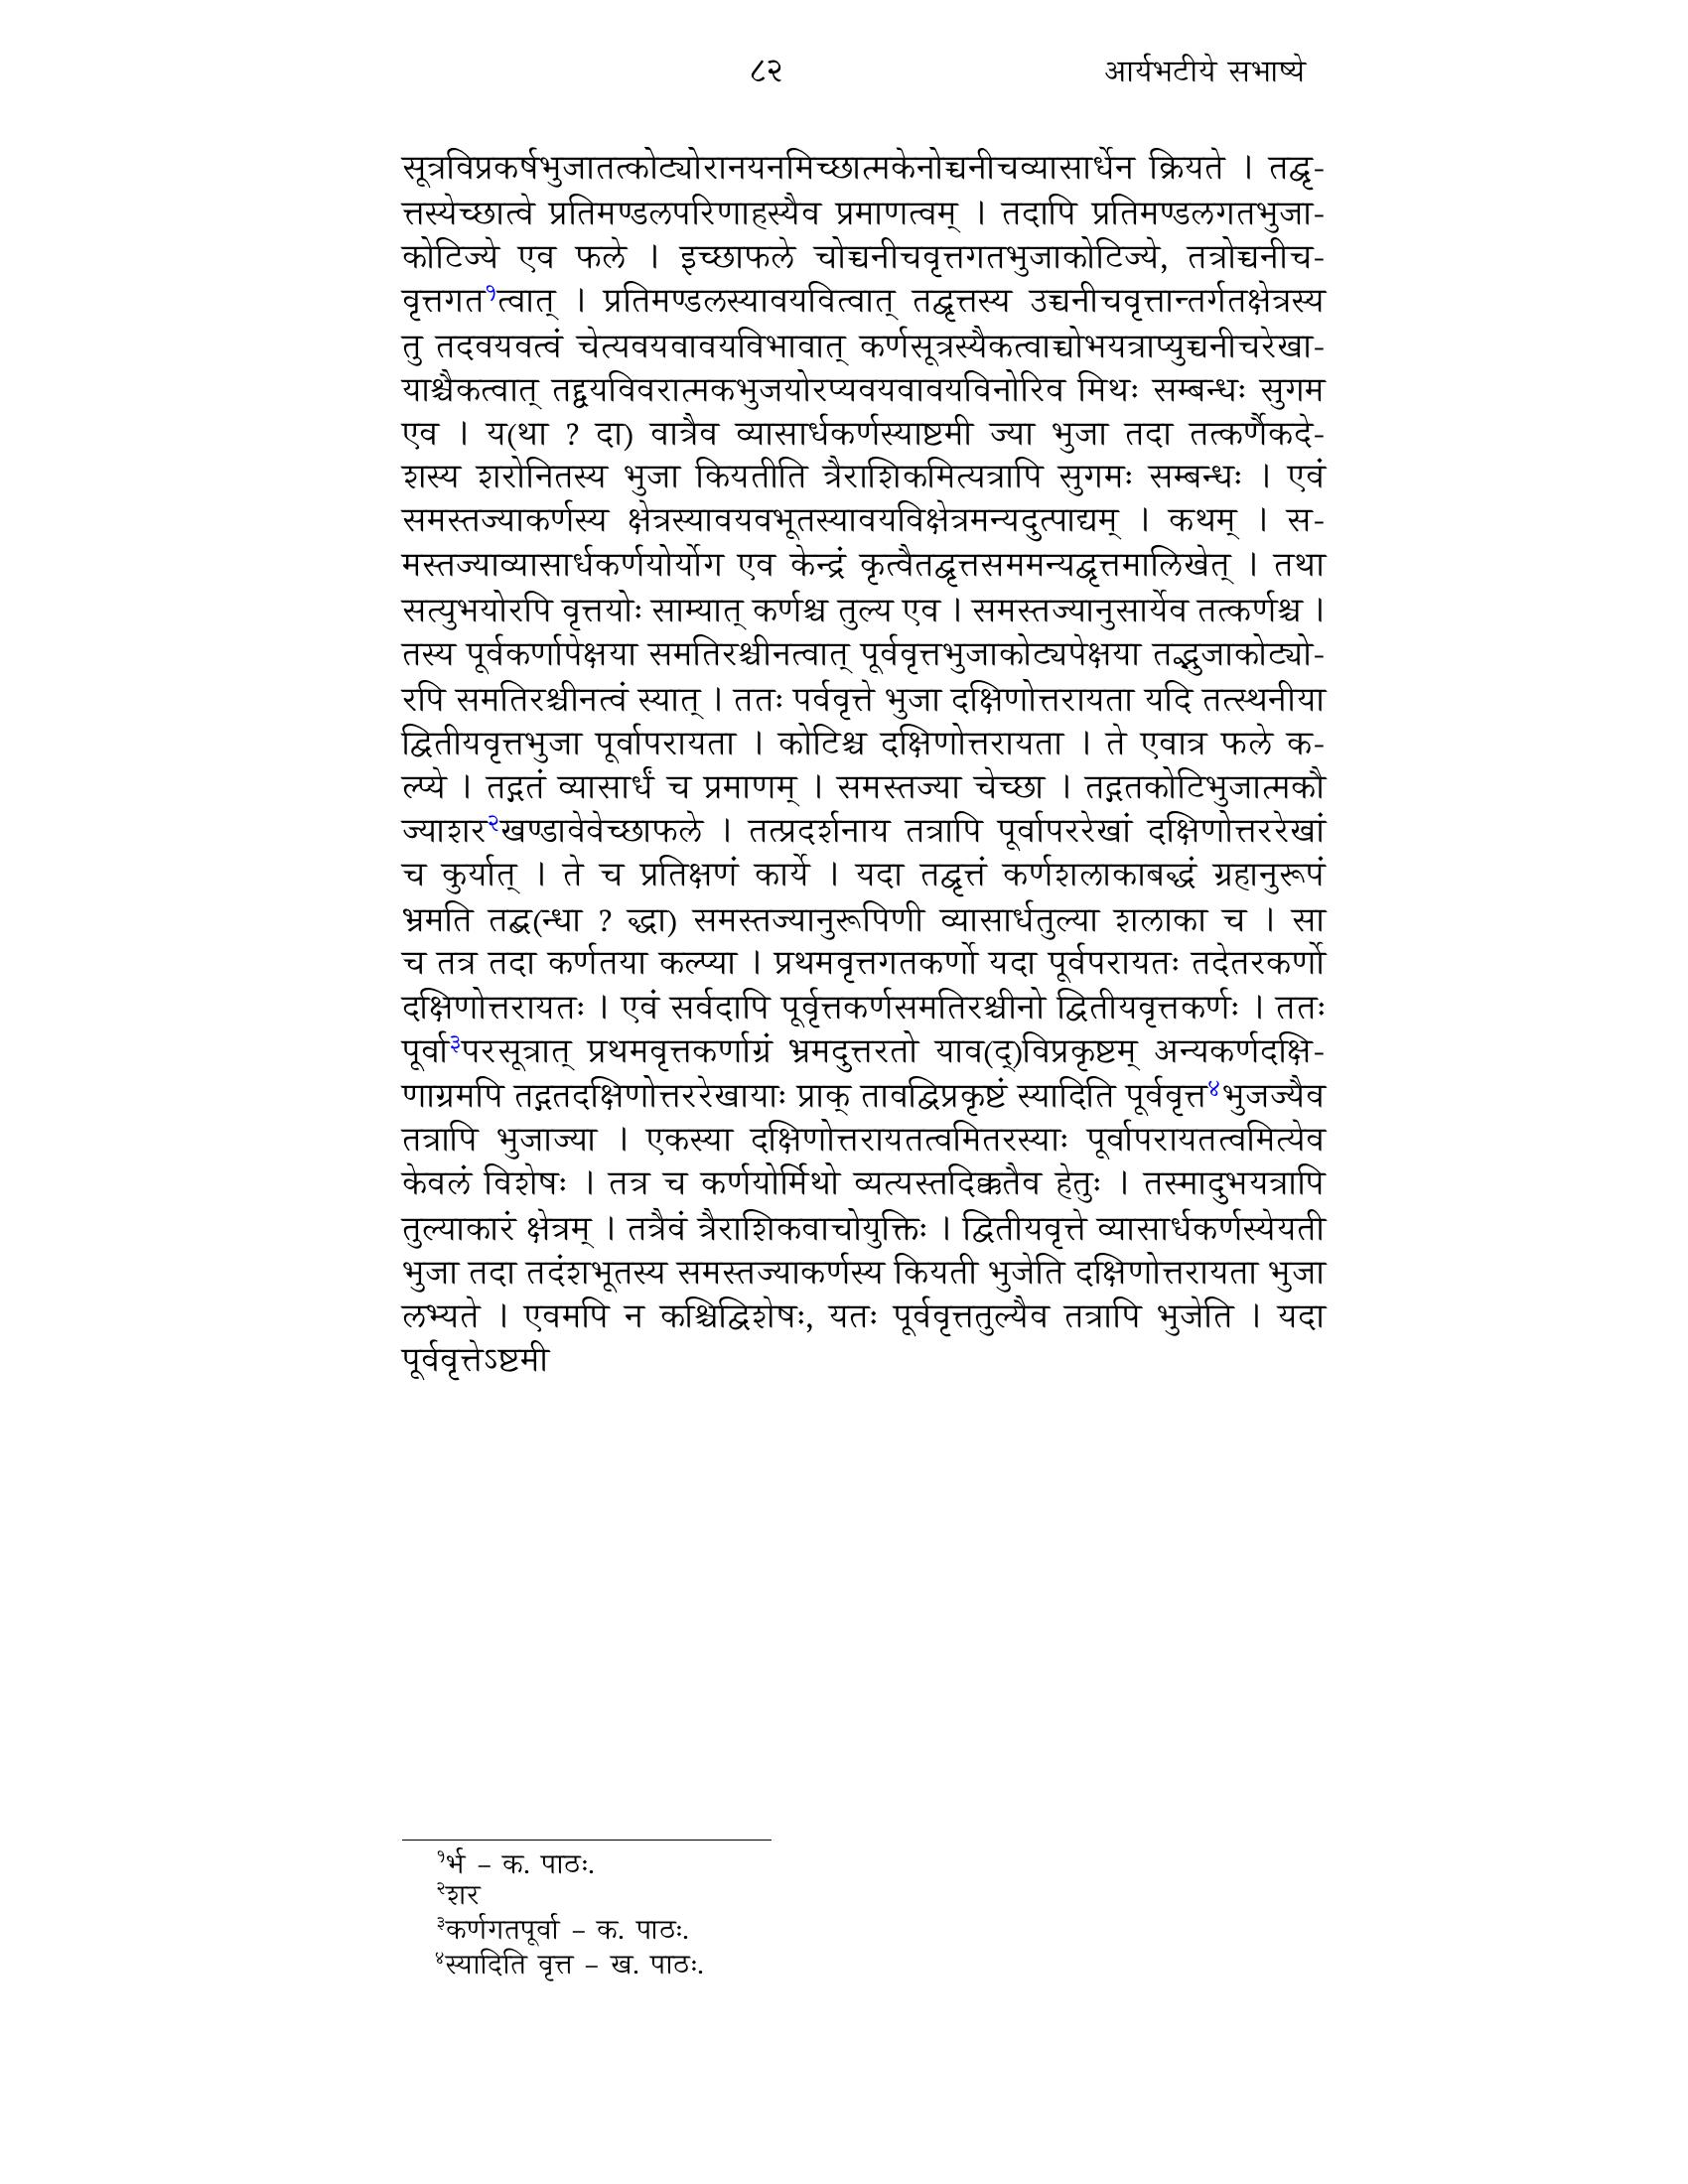 ८२ आर्यभटीये सभाष्ये
सूत्रविप्रकर्षभुजातत्कोट्योरानयनमिच्छात्मकेनोच्चनीचव्यासार्धेन क्रियते । तद्वृ-
त्तस्येच्छात्वे प्रतिमण्डलपरिणाहस्यैव प्रमाणत्वम् । तदापि प्रतिमण्डलगतभुजा-
कोटिज्ये एव फले । इच्छाफले चोच्चनीचवृत्तगतभुजाकोटिज्ये, तत्रोच्चनीच-
वृत्तगत१त्वात् । प्रतिमण्डलस्यावयवित्वात् तद्वृत्तस्य उच्चनीचवृत्तान्तर्गतक्षेत्रस्य
तु तदवयवत्वं चेत्यवयवावयविभावात् कर्णसूत्रस्यैकत्वाच्चोभयत्राप्युच्चनीचरेखा-
याश्चैकत्वात् तद्द्वयविवरात्मकभुजयोरप्यवयवावयविनोरिव मिथः सम्बन्धः सुगम
एव । य(था ? दा) वात्रैव व्यासार्धकर्णस्याष्टमी ज्या भुजा तदा तत्कर्णैकदे-
शस्य शरोनितस्य भुजा कियतीति त्रैराशिकमित्यत्रापि सुगमः सम्बन्धः । एवं
समस्तज्याकर्णस्य क्षेत्रस्यावयवभूतस्यावयविक्षेत्रमन्यदुत्पाद्यम् । कथम् । स-
मस्तज्याव्यासार्धकर्णयोर्योग एव केन्द्रं कृत्वैतद्वृत्तसममन्यद्वृत्तमालिखेत् । तथा
सत्युभयोरपि वृत्तयोः साम्यात् कर्णश्च तुल्य एव । समस्तज्यानुसार्येव तत्कर्णश्च ।
तस्य पूर्वकर्णापेक्षया समतिरश्चीनत्वात् पूर्ववृत्तभुजाकोट्यपेक्षया तद्भुजाकोट्यो-
रपि समतिरश्चीनत्वं स्यात् । ततः पर्ववृत्ते भुजा दक्षिणोत्तरायता यदि तत्स्थनीया
द्वितीयवृत्तभुजा पूर्वापरायता । कोटिश्च दक्षिणोत्तरायता । ते एवात्र फले क-
ल्प्ये । तद्गतं व्यासार्धं च प्रमाणम् । समस्तज्या चेच्छा । तद्गतकोटिभुजात्मकौ
ज्याशर२खण्डावेवेच्छाफले । तत्प्रदर्शनाय तत्रापि पूर्वापररेखां दक्षिणोत्तररेखां
च कुर्यात् । ते च प्रतिक्षणं कार्ये । यदा तद्वृत्तं कर्णशलाकाबद्धं ग्रहानुरूपं
भ्रमति तद्ब(न्धा ? द्धा) समस्तज्यानुरूपिणी व्यासार्धतुल्या शलाका च । सा
च तत्र तदा कर्णतया कल्प्या । प्रथमवृत्तगतकर्णो यदा पूर्वपरायतः तदेतरकर्णो
दक्षिणोत्तरायतः । एवं सर्वदापि पूर्वृत्तकर्णसमतिरश्चीनो द्वितीयवृत्तकर्णः । ततः
पूर्वा३परसूत्रात् प्रथमवृत्तकर्णाग्रं भ्रमदुत्तरतो याव(द्)विप्रकृष्टम् अन्यकर्णदक्षि-
णाग्रमपि तद्गतदक्षिणोत्तररेखायाः प्राक् तावद्विप्रकृष्टं स्यादिति पूर्ववृत्त४भुजज्यैव
तत्रापि भुजाज्या । एकस्या दक्षिणोत्तरायतत्वमितरस्याः पूर्वापरायतत्वमित्येव
केवलं विशेषः । तत्र च कर्णयोर्मिथो व्यत्यस्तदिक्कतैव हेतुः । तस्मादुभयत्रापि
तुल्याकारं क्षेत्रम् । तत्रैवं त्रैराशिकवाचोयुक्तिः । द्वितीयवृत्ते व्यासार्धकर्णस्येयती
भुजा तदा तदंशभूतस्य समस्तज्याकर्णस्य कियती भुजेति दक्षिणोत्तरायता भुजा
लभ्यते । एवमपि न कश्चिद्विशेषः, यतः पूर्ववृत्ततुल्यैव तत्रापि भुजेति । यदा
पूर्ववृत्तेऽष्टमी
१र्भ – क. पाठः.
२शर
३कर्णगतपूर्वा – क. पाठः.
४स्यादिति वृत्त – ख. पाठः.